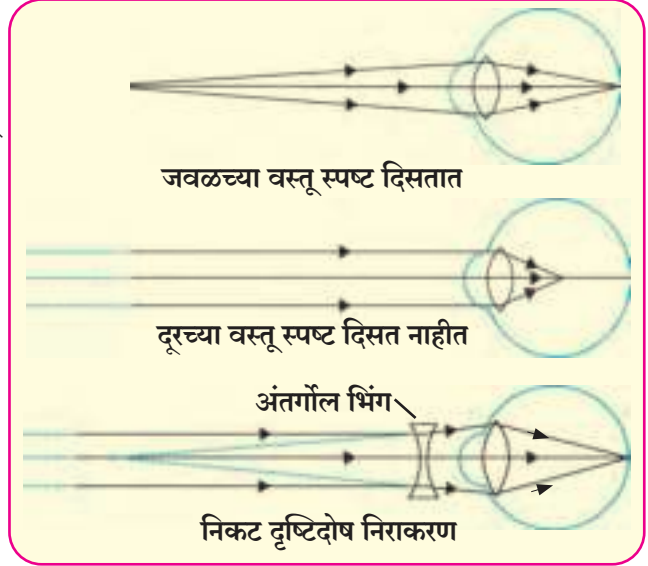 जवळच्या वस्तू स्पष्ट दिसतात
दूरच्या वस्तू स्पष्ट दिसत नाहीत
अंतर्गोल भिंग
निकट दृष्टिदोष निराकरण